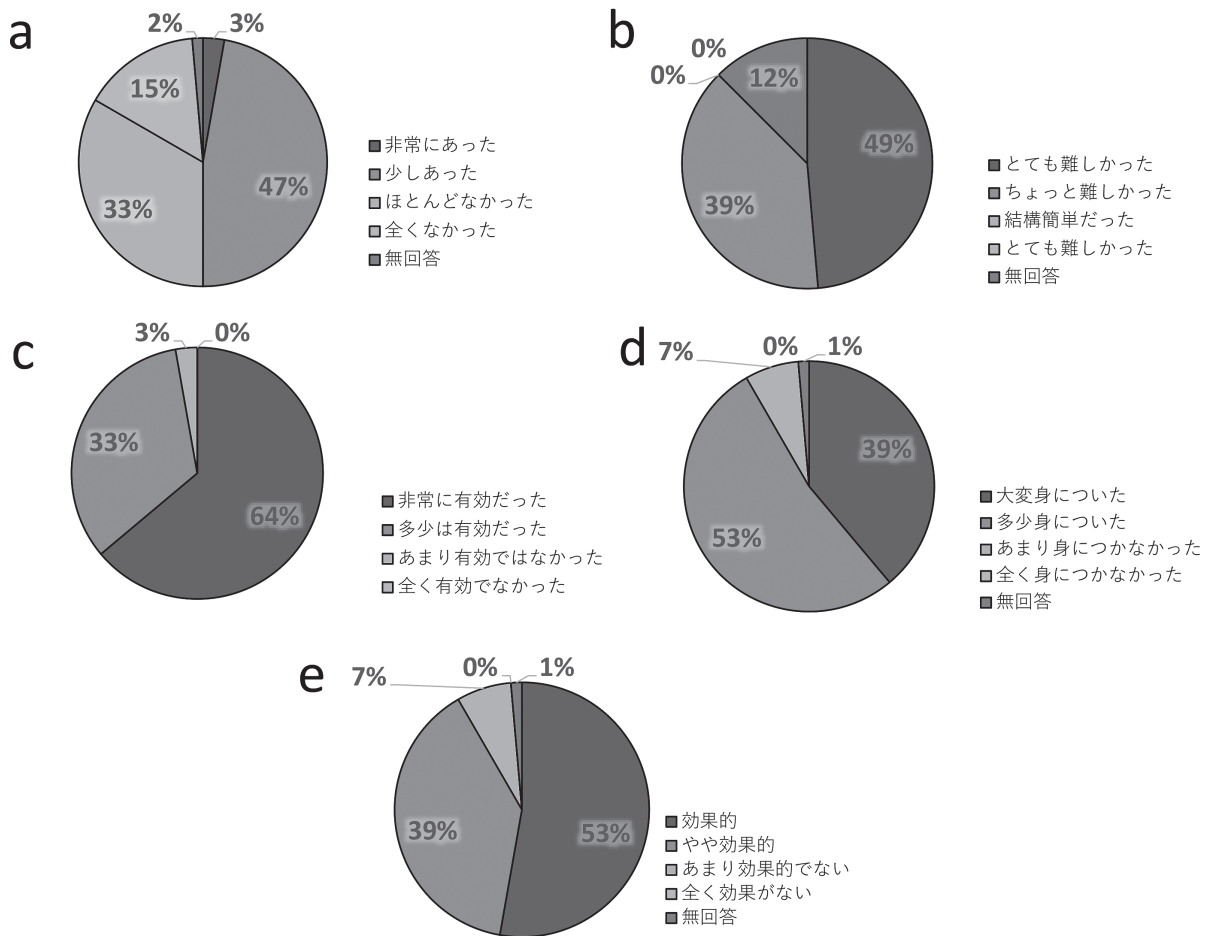 a
2%
3%
15%
47%
33%
非常にあった
少しあった
ほとんどなかった
全くなかった
無回答
b
0%
0%
12%
49%
39%
とても難しかった
ちょっと難しかった
結構簡単だった
とても難しかった
無回答
c
3%
0%
33%
64%
非常に有効だった
多少は有効だった
あまり有効ではなかった
全く有効でなかった
d
7%
0%
1%
39%
53%
大変身についた
多少身についた
あまり身につかなかった
全く身につかなかった
無回答
e
7%
0%
1%
39%
53%
効果的
やや効果的
あまり効果的でない
全く効果がない
無回答